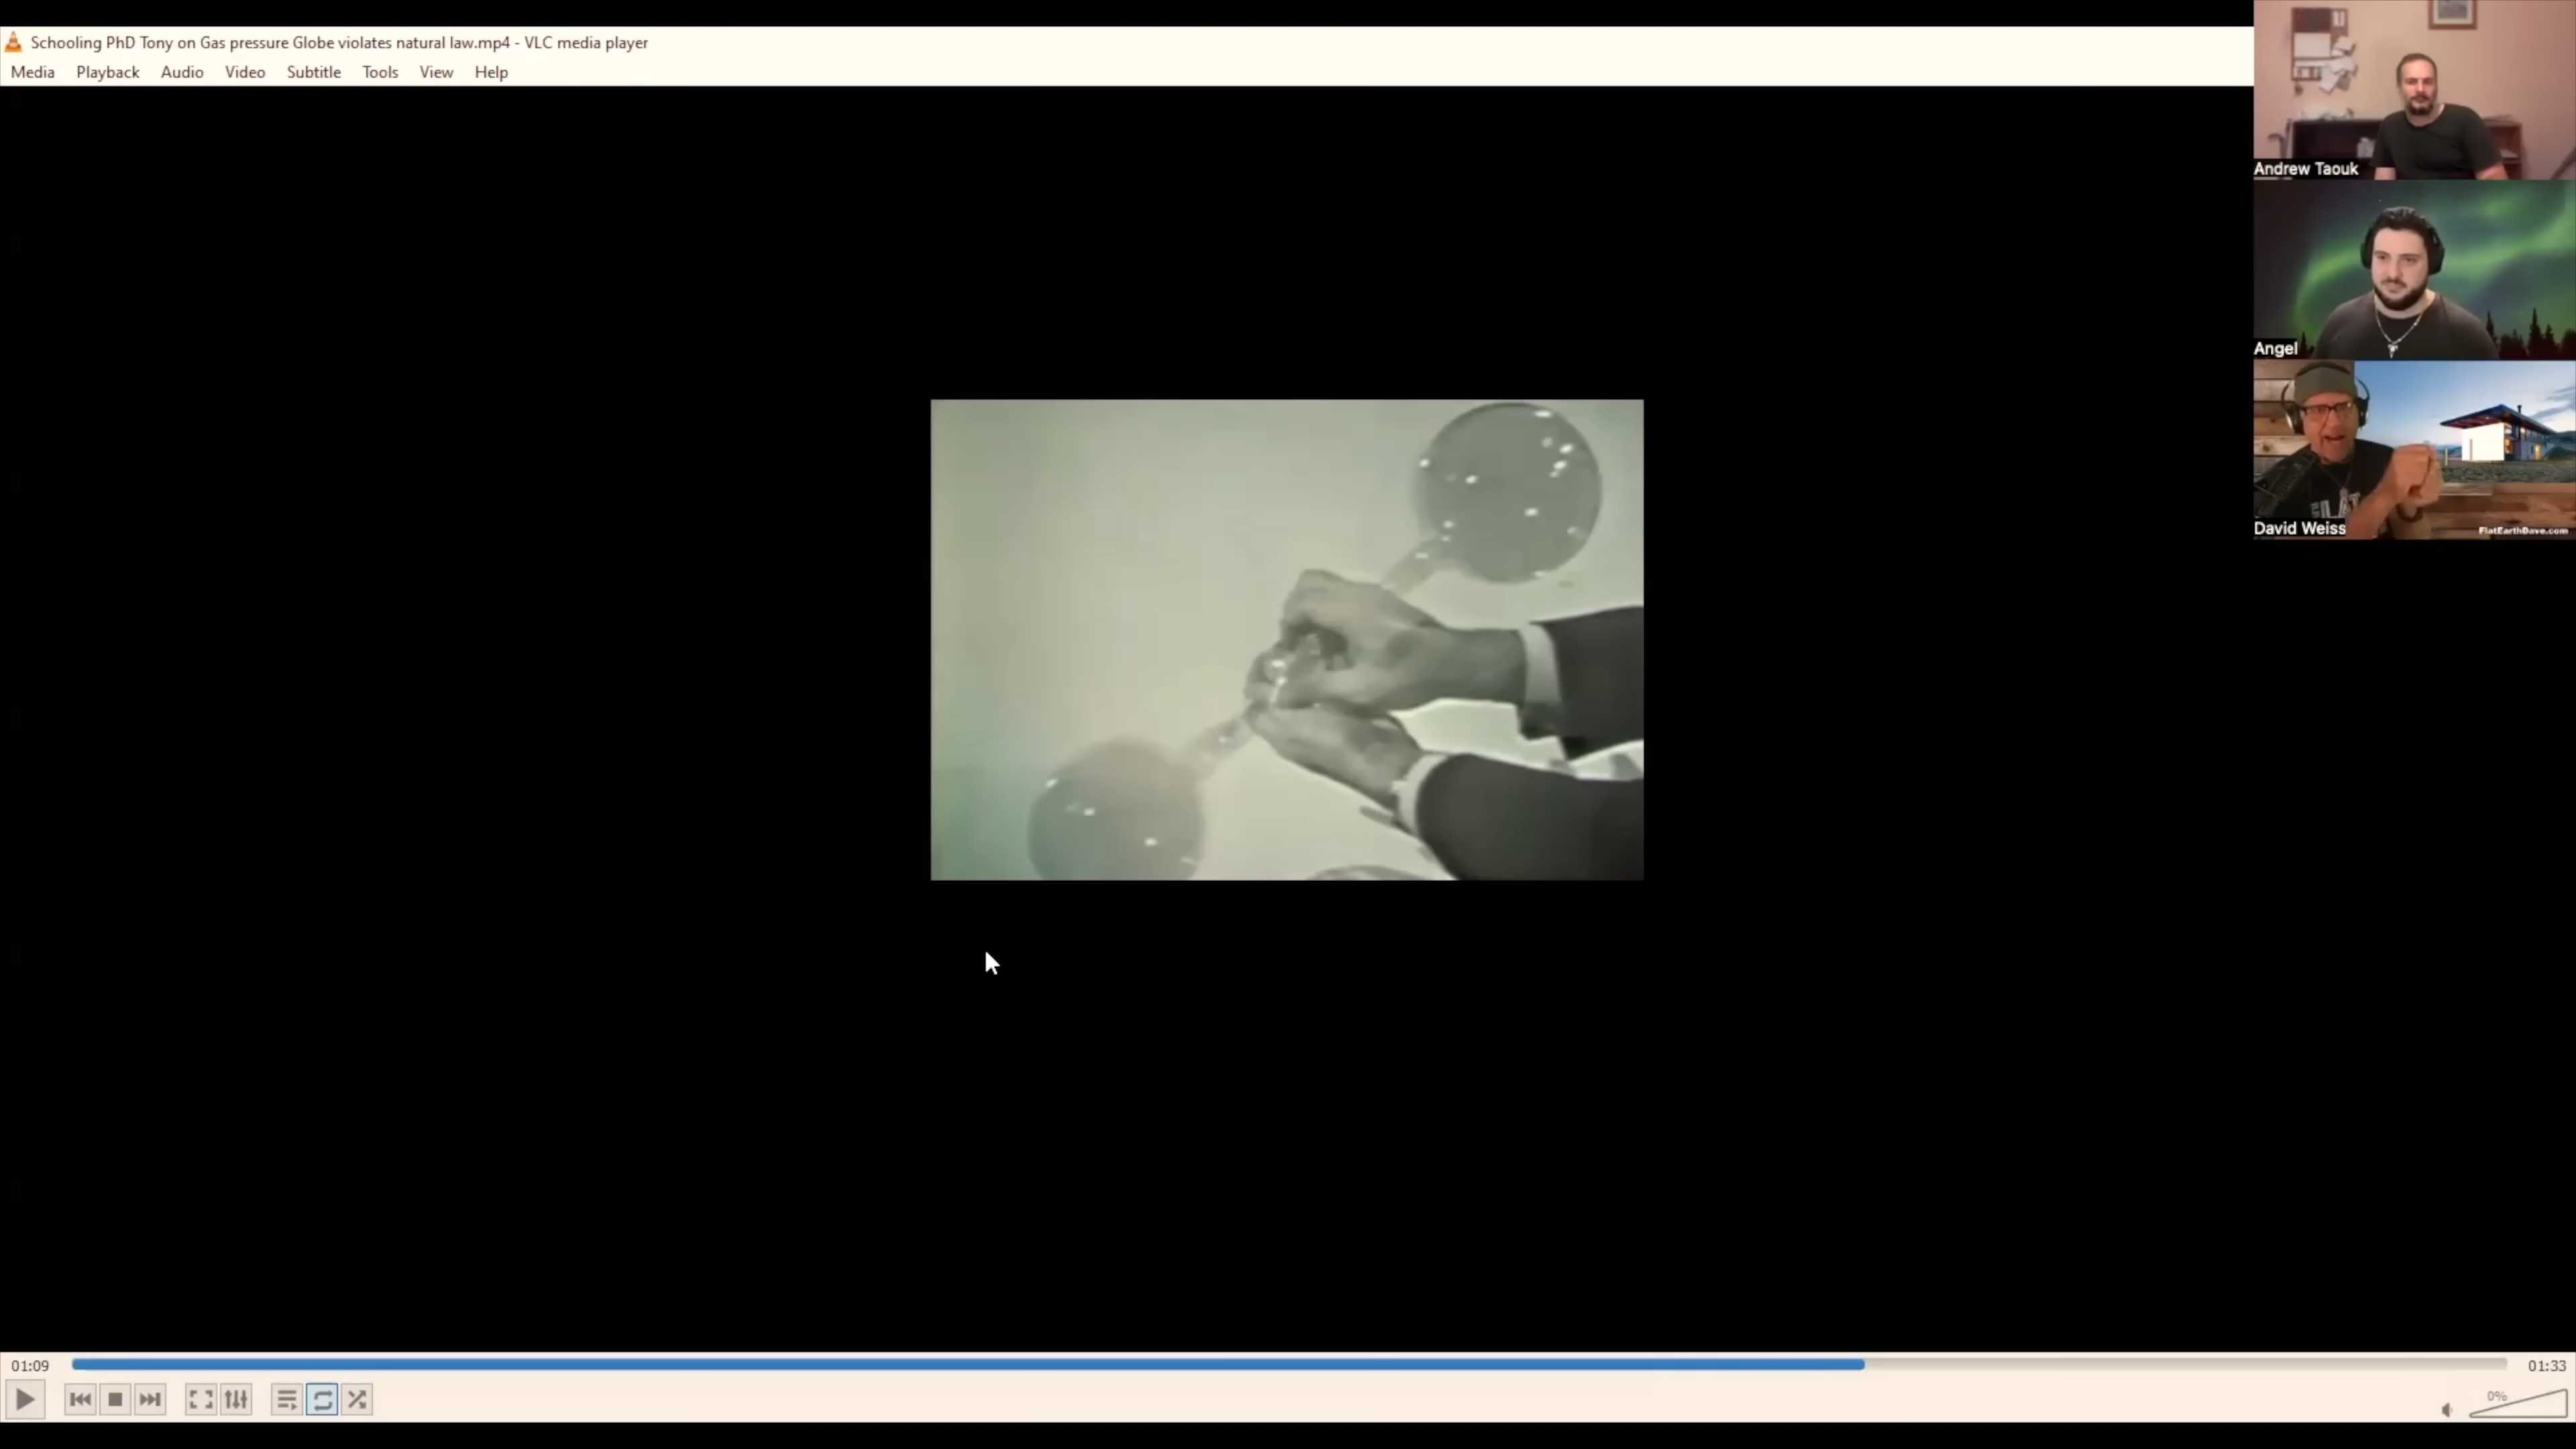 Schooling PhD Tony on Gas pressure Globe violates natural law.mp4 - VLC media player
Media Playback Audio Video Subtitle Tools View Help
Andrew Taouk
Angel
David Weiss
FlatEarthDave.com
01:09
01:33
0%